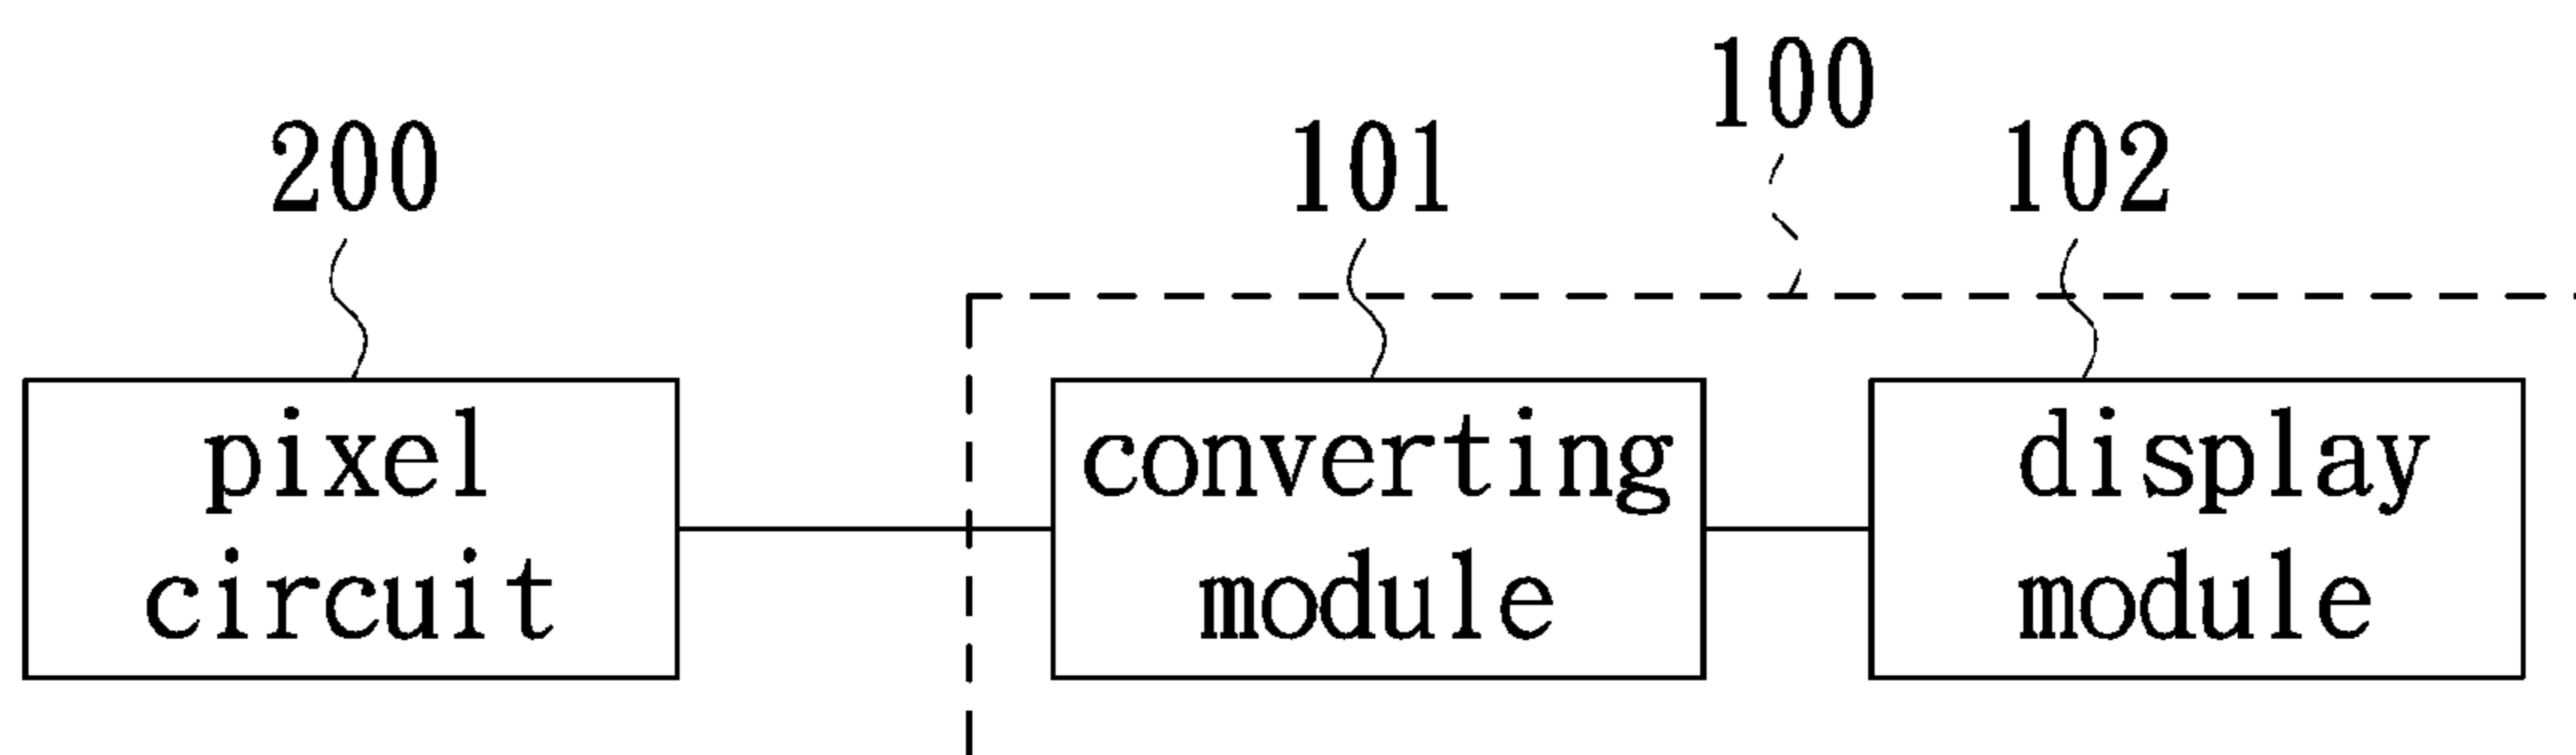 100
200
101
102
pixel
circuit
converting
module
display
module